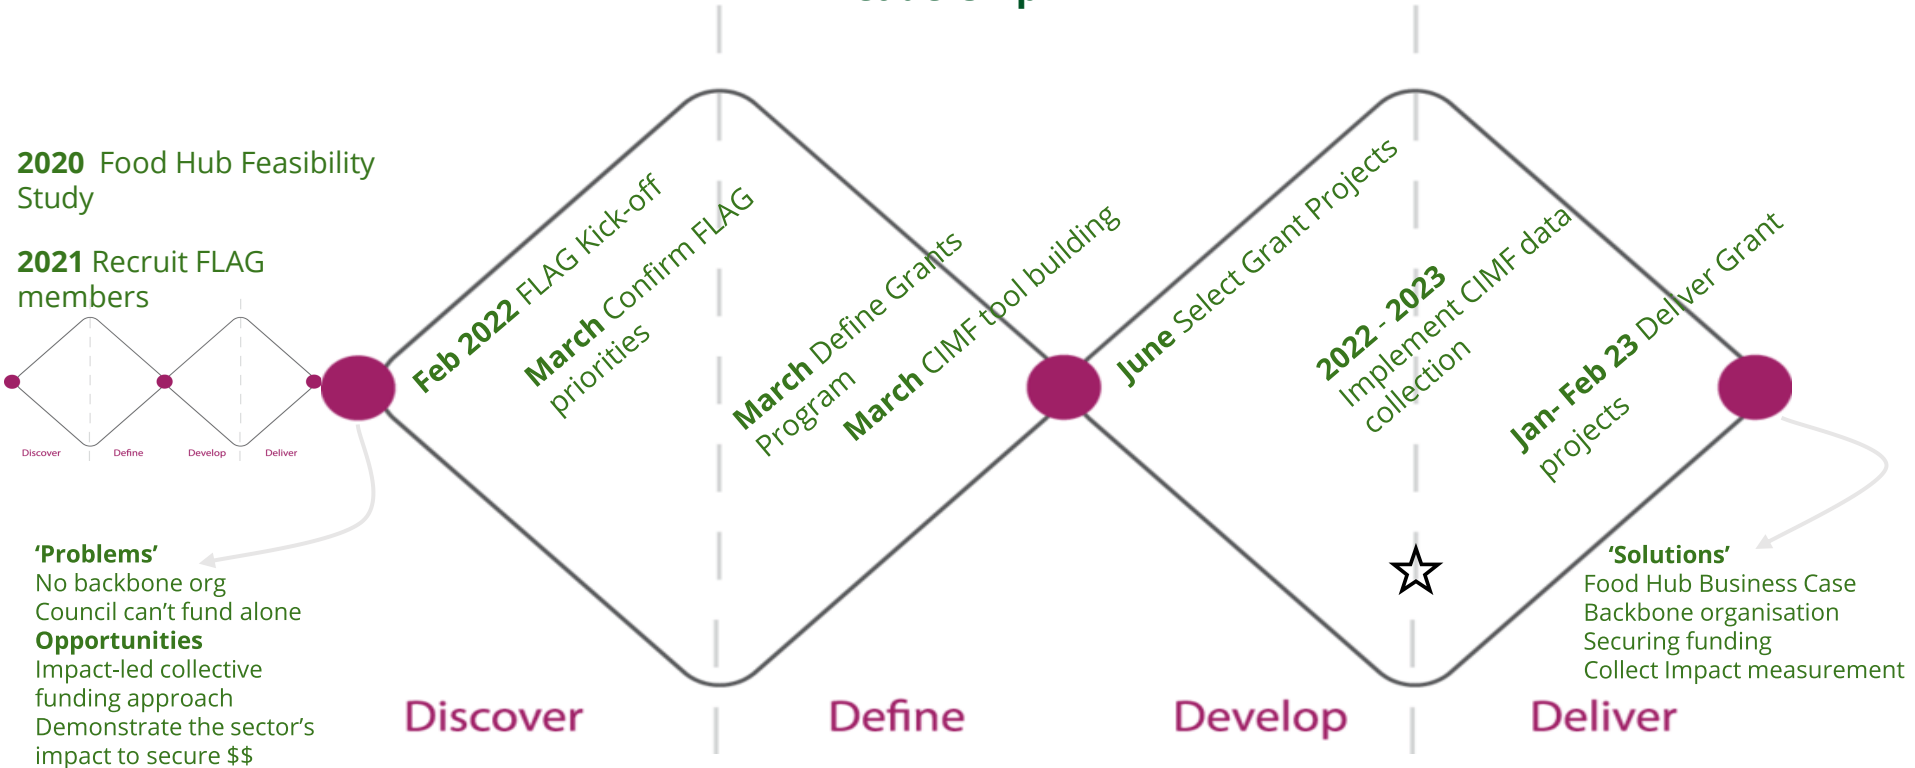 2020 Food Hub Feasibility
Study
2021 Recruit FLAG
members
Discover
Define
Develop
Deliver
Feb 2022 FLAG Kick-off
March Confirm FLAG
priorities
March Define Grants
Program
March CIMF tool building
June Select Grant Projects
2022 - 2023
Implement CIMF data
collection
Jan- Feb 23 Deliver Grant
projects
‘Problems’
No backbone org
Council can’t fund alone
Opportunities
Impact-led collective
funding approach
Demonstrate the sector’s
impact to secure $$
‘Solutions’
Food Hub Business Case
Backbone organisation
Securing funding
Collect Impact measurement
Discover
Define
Develop
Deliver